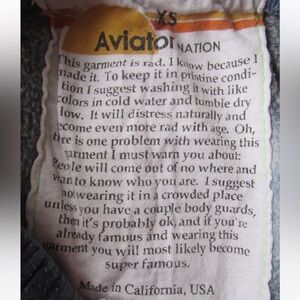 XS
Aviator NATION
This garment is rad. I know because I
made it. To keep it in pristine condi-
tion I suggest washing it with like
colors in cold water and tumble dry
low. It will distress naturally and
ecome even more rad with age. Oh,
there is one problem with wearing this
garment I must warn you about:
People will come out of no where and
want to know who you are. I suggest
not wearing it in a crowded place
unless you have a couple body guards,
then it's probably ok, and if you're
already famous and wearing this
garment you will most likely become
super famous.
Made in California, USA